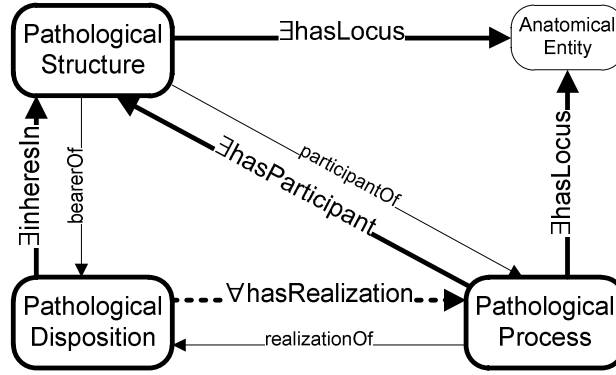 Pathological
Structure
∃hasLocus
Anatomical
Entity
∃inheresIn
bearerOf
∃hasParticipant
participantOf
∃hasLocus
Pathological
Disposition
∀hasRealization
realizationOf
Pathological
Process